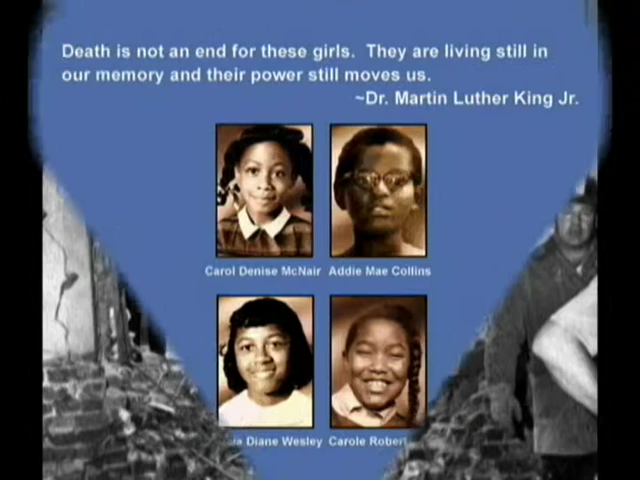 Death is not an end for these girls. They are living still in
our memory and their power still moves us.
~Dr. Martin Luther King Jr.
Carol Denise McNair Addie Mae Collins
Diane Wesley Carole